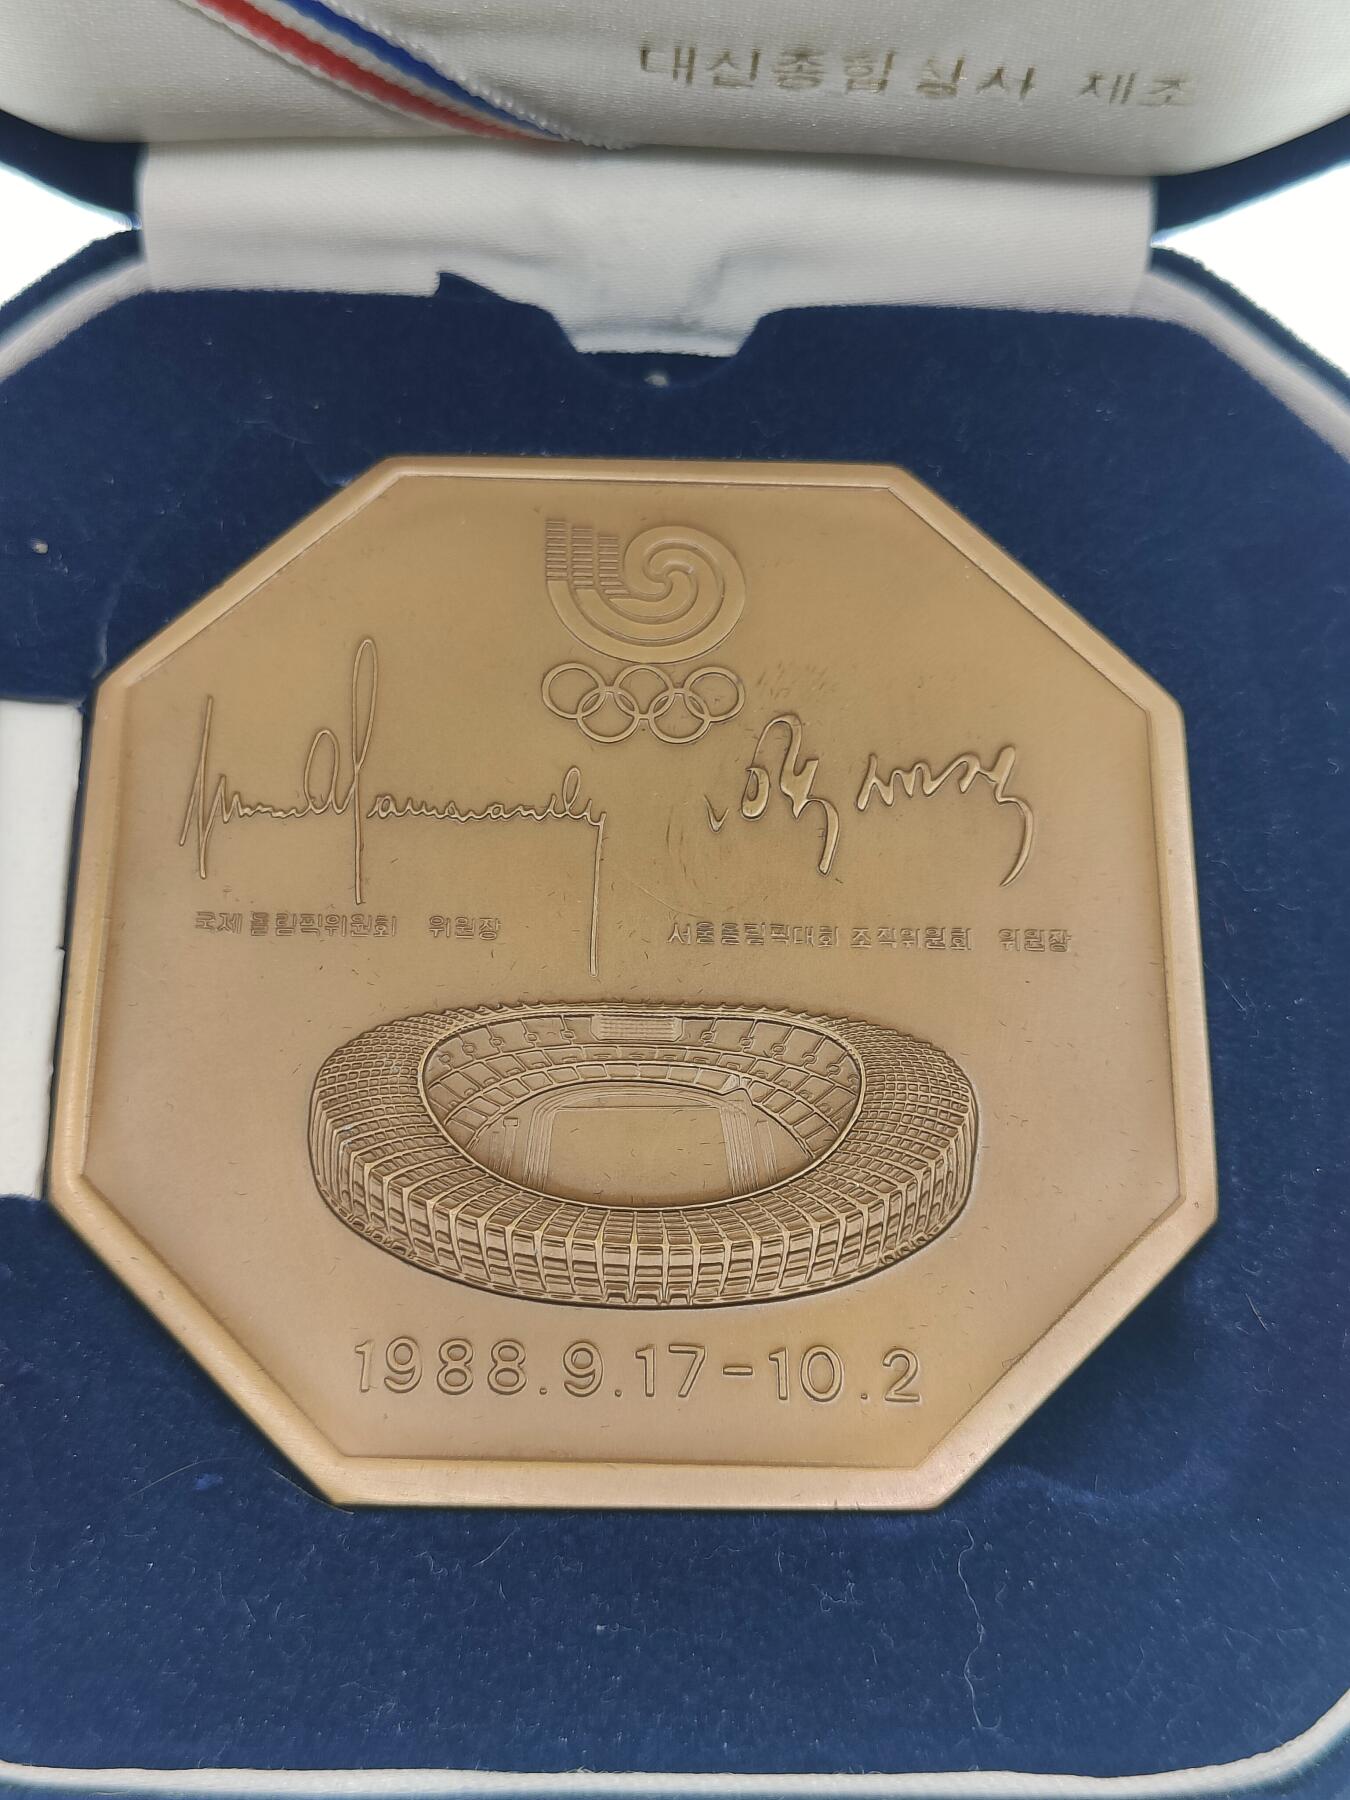 대신종합상사 제조
국제올림픽위원회 위원장
서울올림픽대회 조직위원회 위원장
1988.9.17-10.2